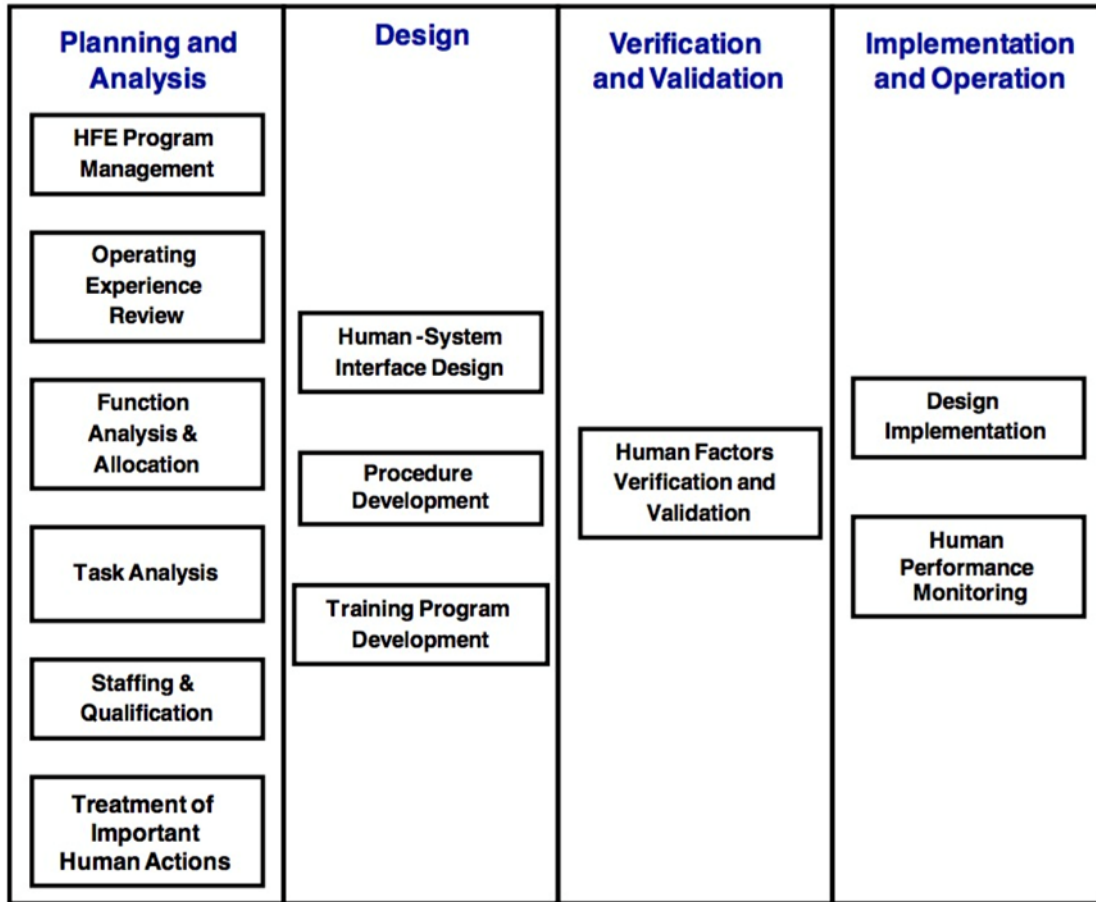 Planning and
Analysis
HFE Program
Management
Operating
Experience
Review
Function
Analysis &
Allocation
Task Analysis
Staffing &
Qualification
Treatment of
Important
Human Actions
Design
Human -System
Interface Design
Procedure
Development
Training Program
Development
Verification
and Validation
Human Factors
Verification and
Validation
Implementation
and Operation
Design
Implementation
Human
Performance
Monitoring